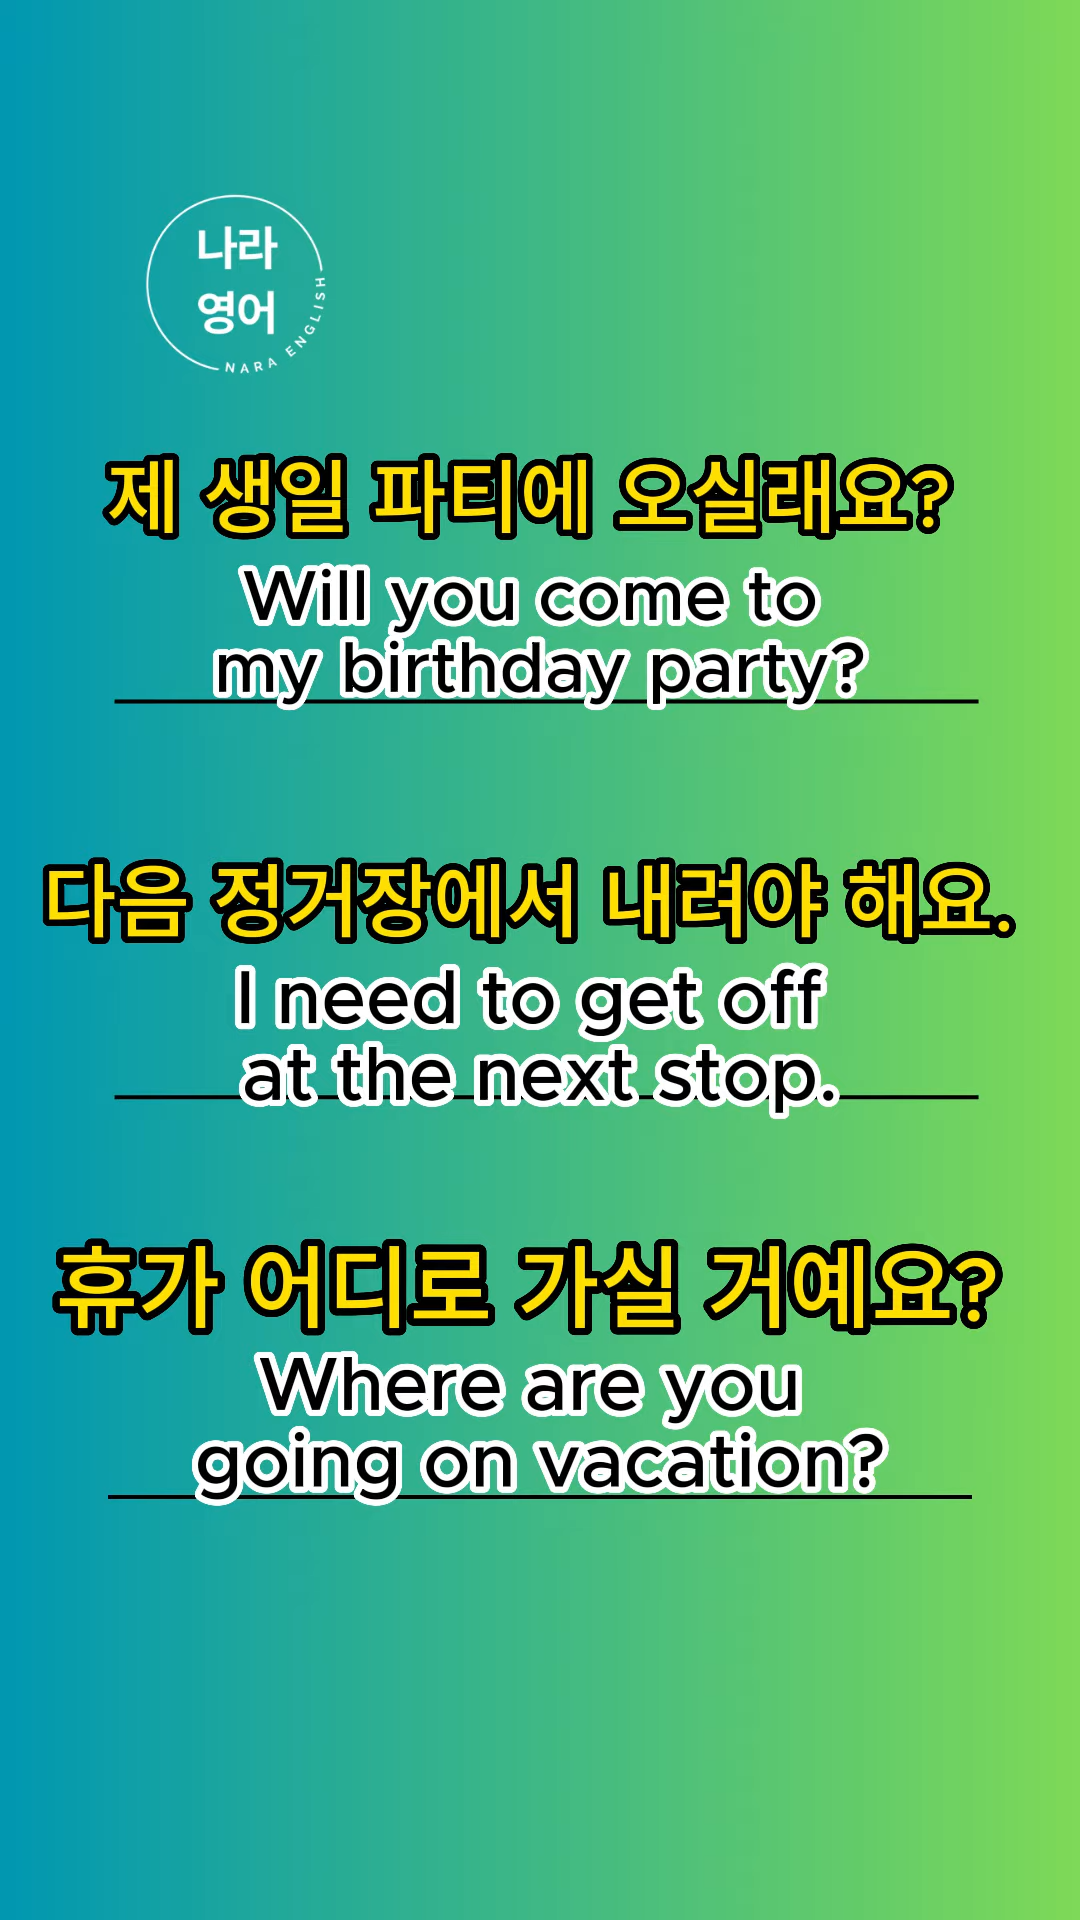 나라
영어
NARA ENGLISH
제 생일 파티에 오실래요?
Will you come to
my birthday party?
다음 정거장에서 내려야 해요.
I need to get off
at the next stop.
휴가 어디로 가실 거예요?
Where are you
going on vacation?